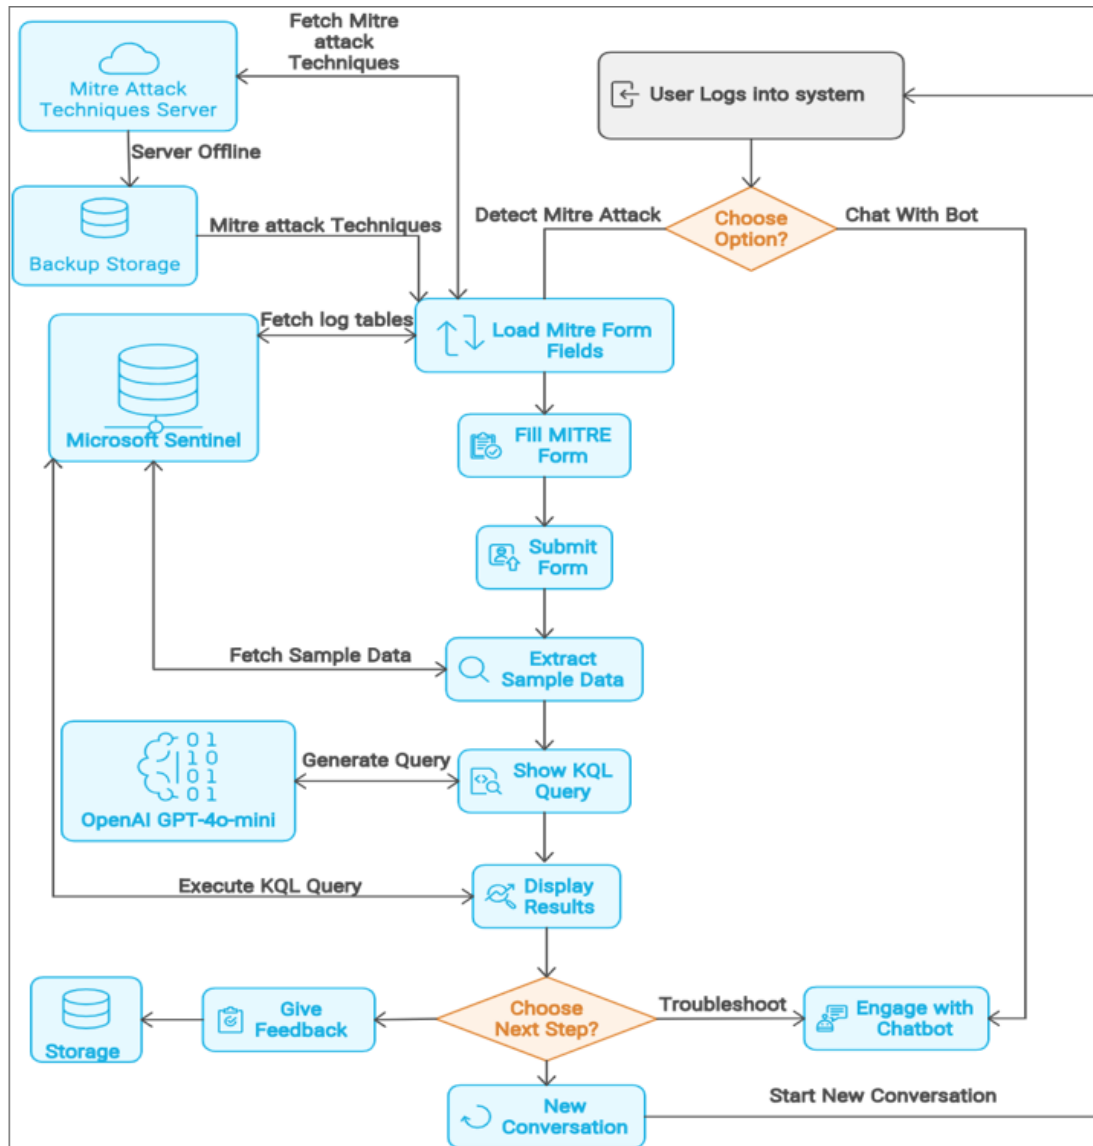 Fetch Mitre
attack
Techniques
Mitre Attack
Techniques Server
User Logs into system
Server Offline
Detect Mitre Attack
Choose
Option?
Chat With Bot
Mitre attack Techniques
Backup Storage
Fetch log tables
Load Mitre Form
Fields
Microsoft Sentinel
Fill MITRE
Form
Submit
Form
Fetch Sample Data
Extract
Sample Data
0 1
1 0
0 1
0 1
OpenAI GPT-4o-mini
Generate Query
Show KQL
Query
Execute KQL Query
Display
Results
Storage
Give
Feedback
Choose
Next Step?
Troubleshoot
Engage with
Chatbot
New
Conversation
Start New Conversation